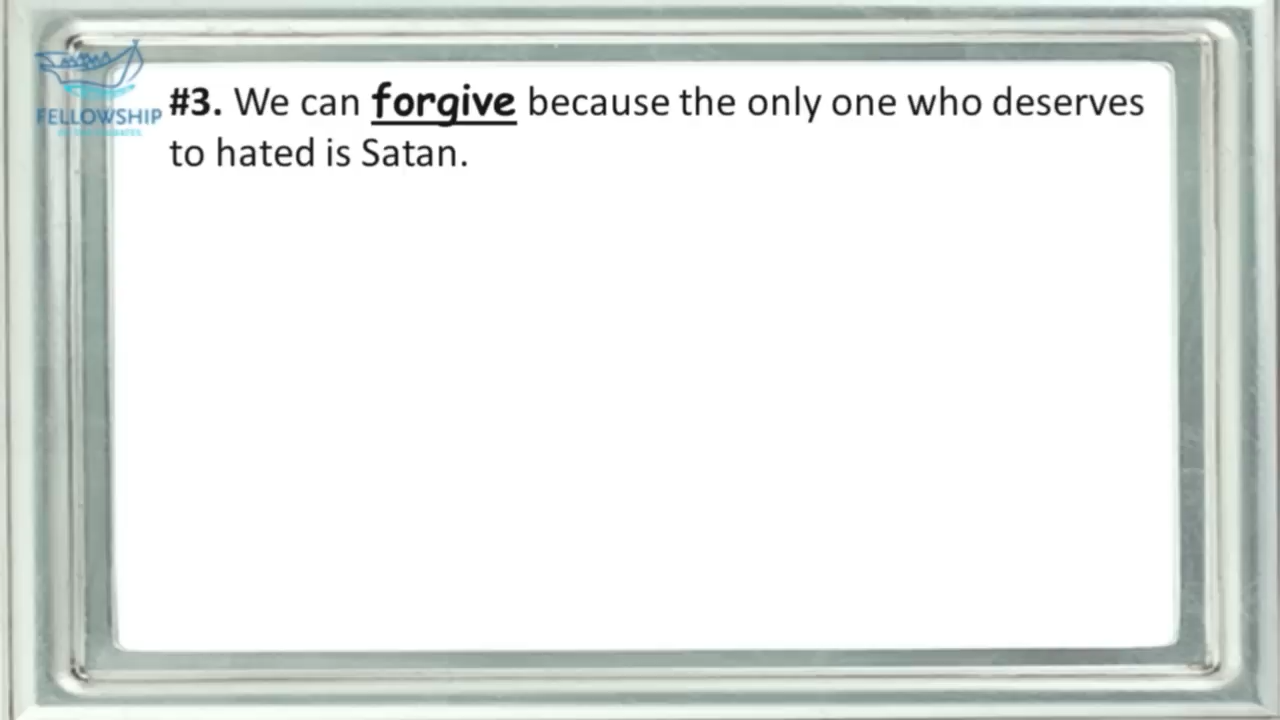 FELLOWSHIP
#3. We can forgive because the only one who deserves
to hated is Satan.